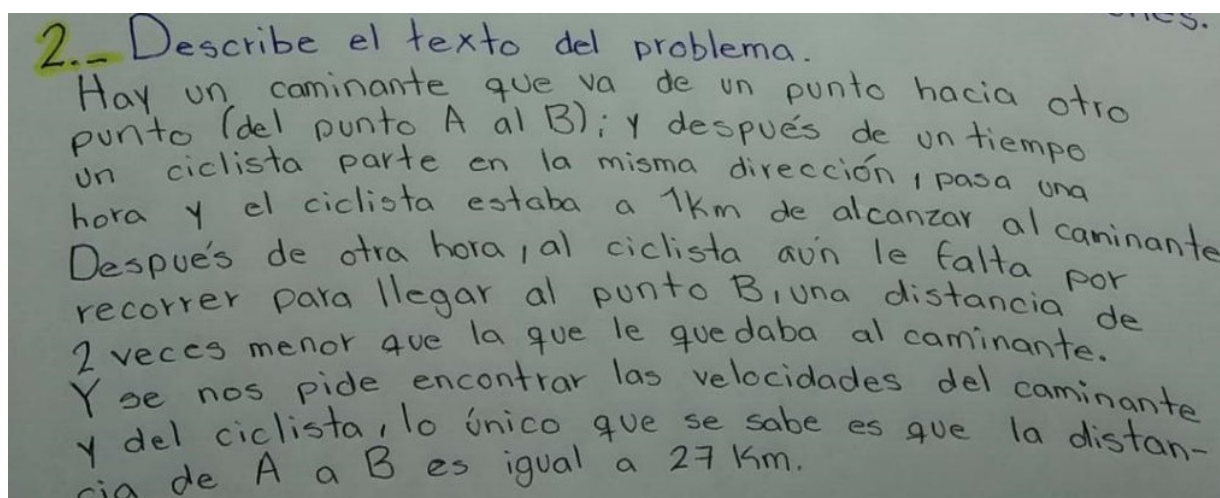 2.- Describe el texto del problema.
Hay un caminante que va de un punto hacia otro
punto (del punto A al B); y después de un tiempo
un ciclista parte en la misma dirección, pasa una
hora y el ciclista estaba a 1km de alcanzar al caminante
Después de otra hora, al ciclista aún le falta por
recorrer para llegar al punto B, una distancia de
2 veces menor que la que le quedaba al caminante.
Y se nos pide encontrar las velocidades del caminante
y del ciclista, lo único que se sabe es que la distan-
cia de A a B es igual a 27 Km.